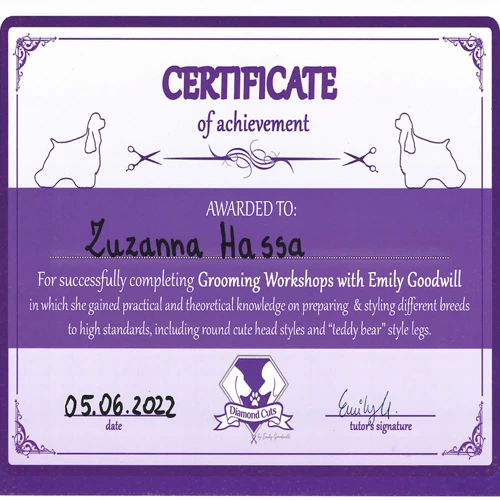 CERTIFICATE
of achievement
AWARDED TO:
Zuzanna Hassa
For successfully completing Grooming Workshops with Emily Goodwill
in which she gained practical and theoretical knowledge on preparing & styling different breeds
to high standards, including round cute head styles and "teddy bear" style legs.
Diamond Cuts
by Emily Goodwill
05.06.2022
date
Emily G.
tutor's signature